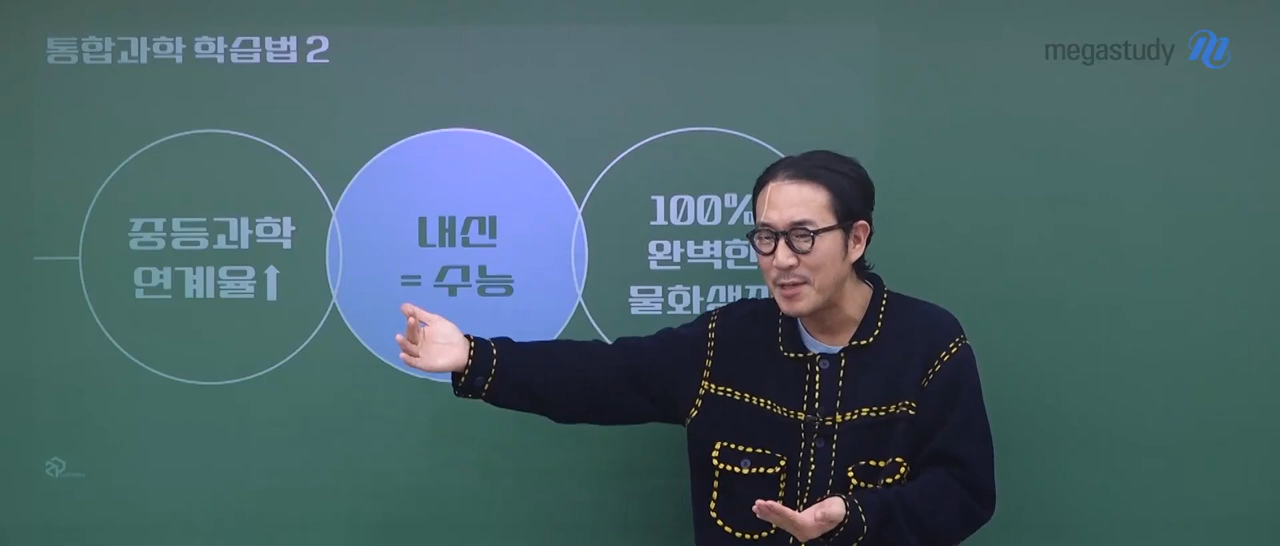 통합과학 학습법 2
megastudy
중등과학
연계율↑
내신
= 수능
100%
완벽한